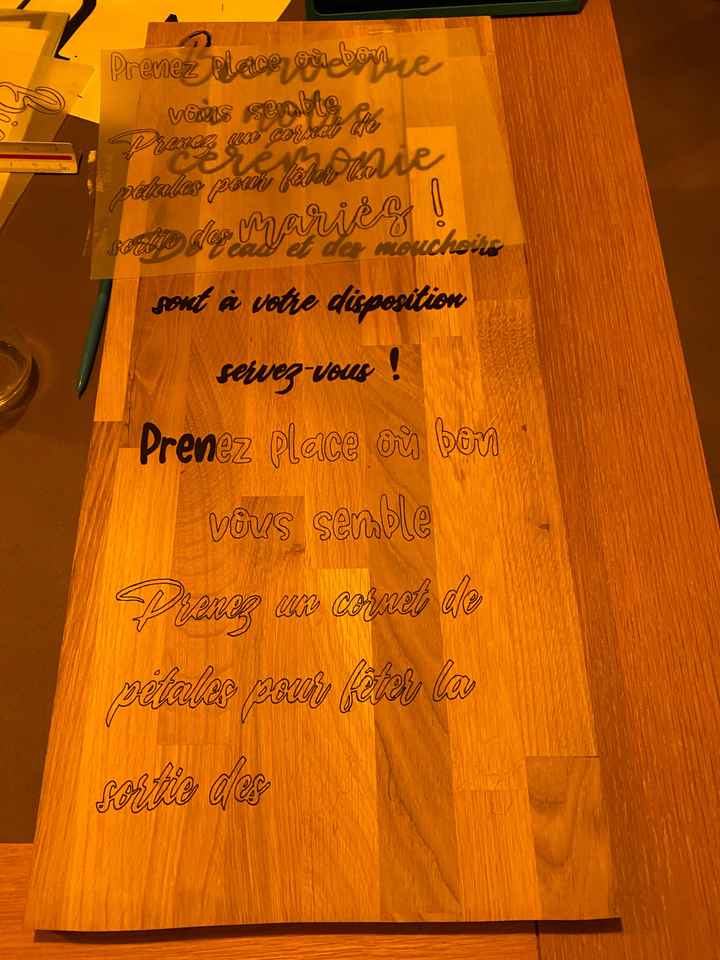 Prenez place où bon
Bienvenue
vous semble
Prenez un cornet de
cérémonie
pétales pour fêter la
sortie des mariés !
De l'eau et des mouchoirs
sont à votre disposition
servez-vous !
Prenez place où bon
vous semble
Prenez un cornet de
pétales pour fêter la
sortie des